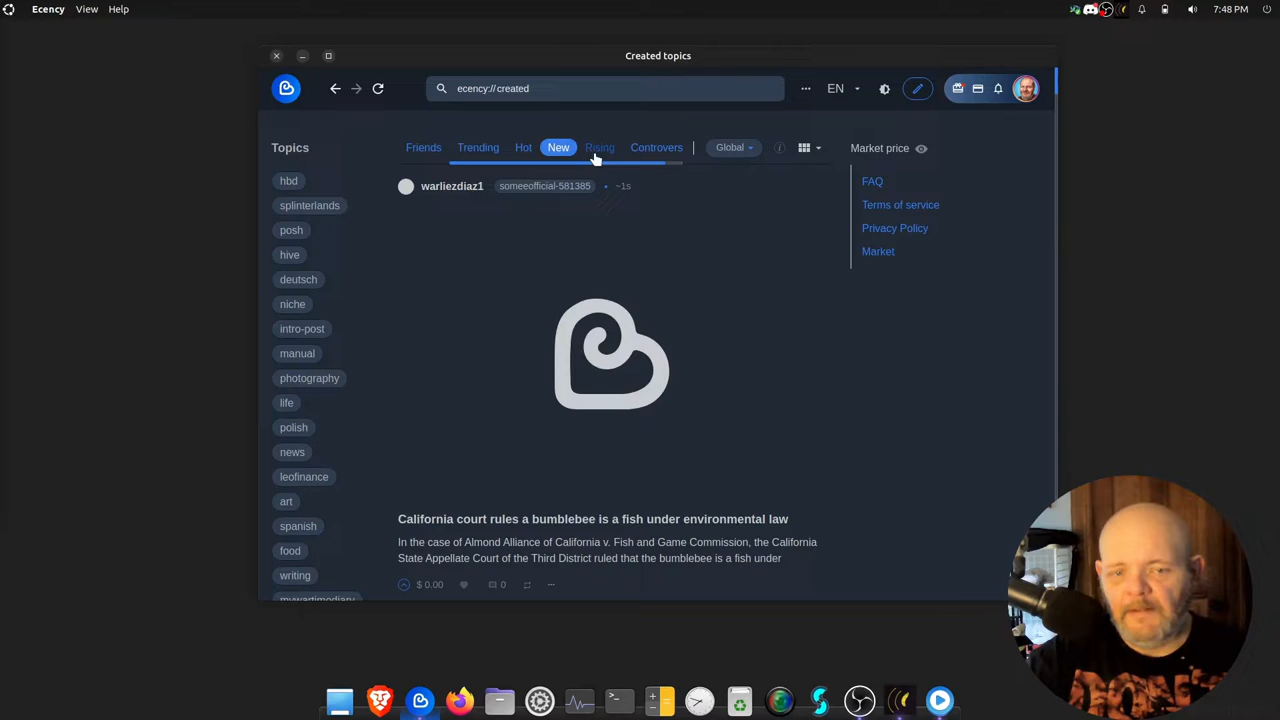 Ecency View Help
7:48 PM
Created topics
ecency://created
EN
Topics
Friends Trending Hot New Rising Controvers Global
Market price
hbd
splinterlands
posh
hive
deutsch
niche
intro-post
manual
photography
life
polish
news
leofinance
art
spanish
food
writing
mywartimediary
warliezdiaz1 someeofficial-581385 ~1s
California court rules a bumblebee is a fish under environmental law
In the case of Almond Alliance of California v. Fish and Game Commission, the California
State Appellate Court of the Third District ruled that the bumblebee is a fish under
$ 0.00 0
FAQ
Terms of service
Privacy Policy
Market